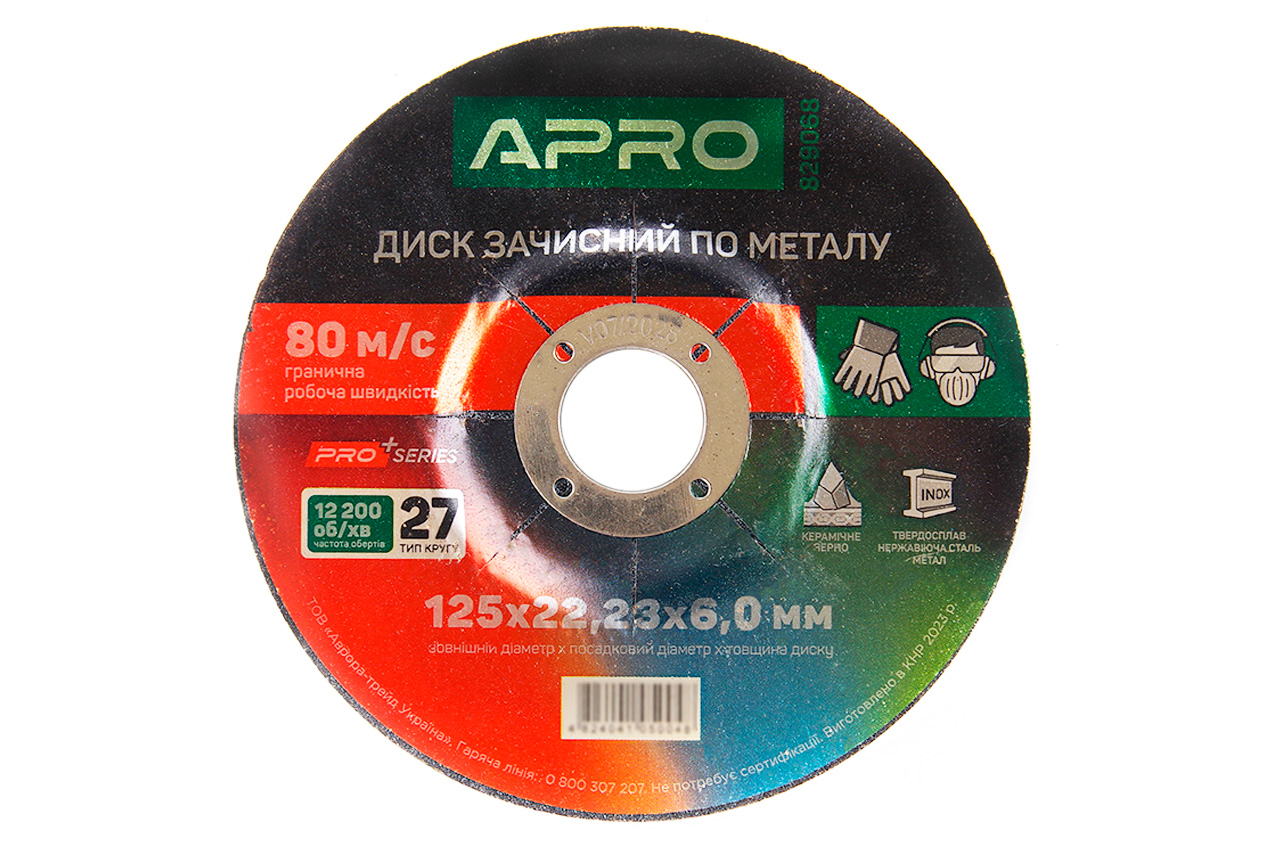 APRO
829068
ДИСК ЗАЧИСНИЙ ПО МЕТАЛУ
80 м/с
гранична
робоча швидкість
V07/2026
PRO+ SERIES
12 200
об/хв
частота обертів
27
ТИП КРУГУ
INOX
КЕРАМІЧНЕ
ЗЕРНО
ТВЕРДОСПЛАВ
НЕРЖАВІЮЧА СТАЛЬ
МЕТАЛ
125x22,23x6,0 мм
зовнішній діаметр x посадковий діаметр x товщина диску
ТОВ «Аврора-трейд Україна». Гаряча лінія: 0 800 307 207. Не потребує сертифікації. Виготовлено в КНР 2023 р.